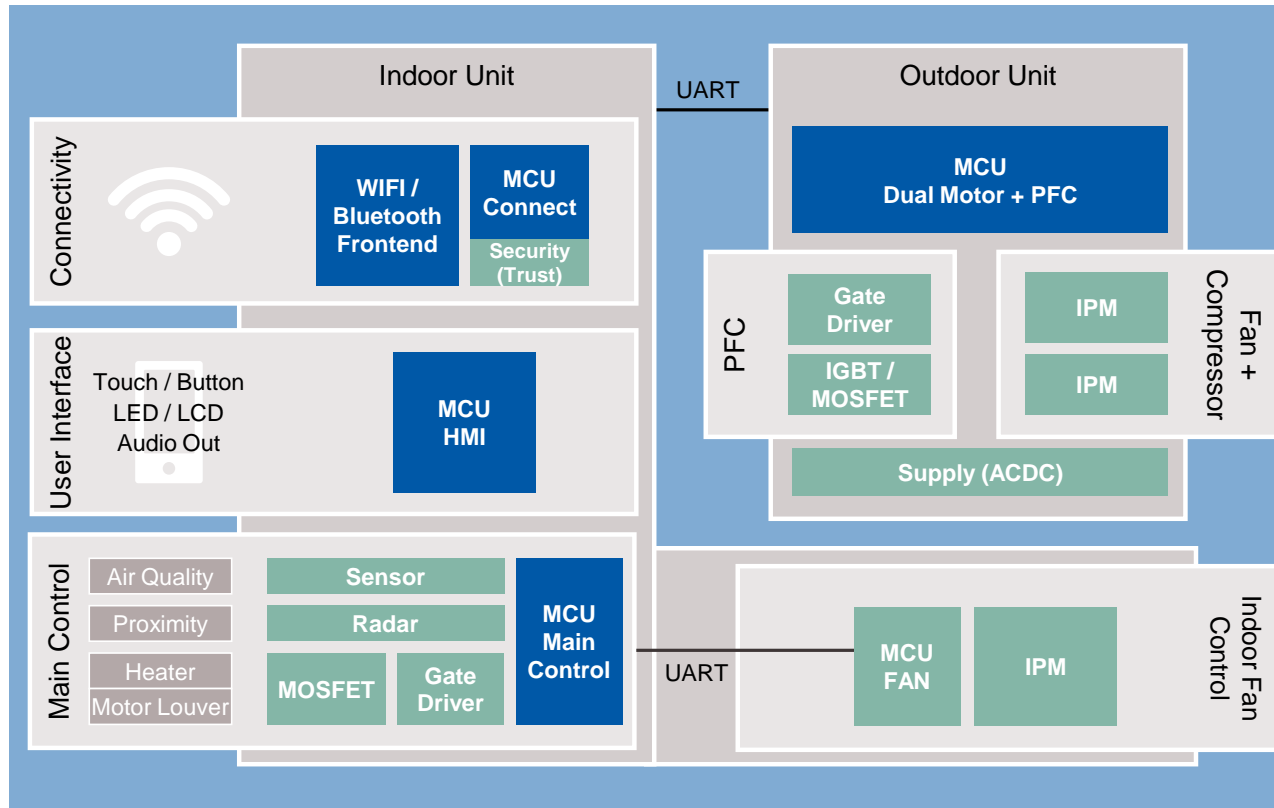 Indoor Unit
UART
Outdoor Unit
Connectivity
WIFI /
Bluetooth
Frontend
MCU
Connect
Security
(Trust)
MCU
Dual Motor + PFC
PFC
Gate
Driver
IGBT /
MOSFET
IPM
IPM
Fan +
Compressor
Supply (ACDC)
User Interface
Touch / Button
LED / LCD
Audio Out
MCU
HMI
Main Control
Air Quality
Proximity
Heater
Motor Louver
Sensor
Radar
MOSFET
Gate
Driver
MCU
Main
Control
UART
MCU
FAN
IPM
Indoor Fan
Control